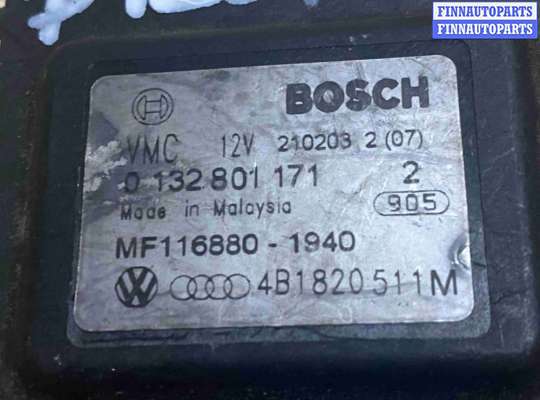 FINNAUTOPARTS
FINNAUTOPARTS
BOSCH
VMC 12V 210203 2 (07)
0 132 801 171 2
Made in Malaysia 905
MF116880 - 1940
4B1820511M